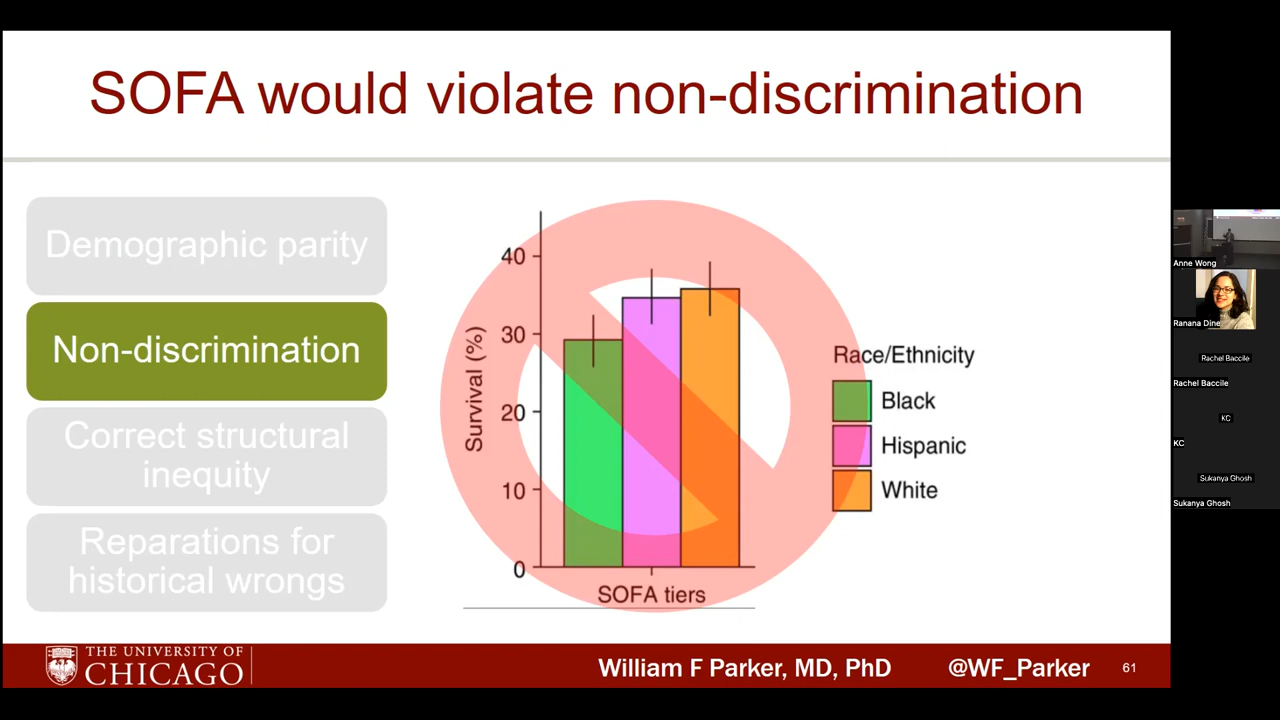 SOFA would violate non-discrimination
Demographic parity
Non-discrimination
Correct structural
inequity
Reparations for
historical wrongs
Survival (%)
40
30
20
10
0
SOFA tiers
Race/Ethnicity
Black
Hispanic
White
THE UNIVERSITY OF
CHICAGO
William F Parker, MD, PhD
@WF_Parker
61
Anne Wong
Ranana Dine
Rachel Baccile
Rachel Baccile
KC
KC
Sukanya Ghosh
Sukanya Ghosh